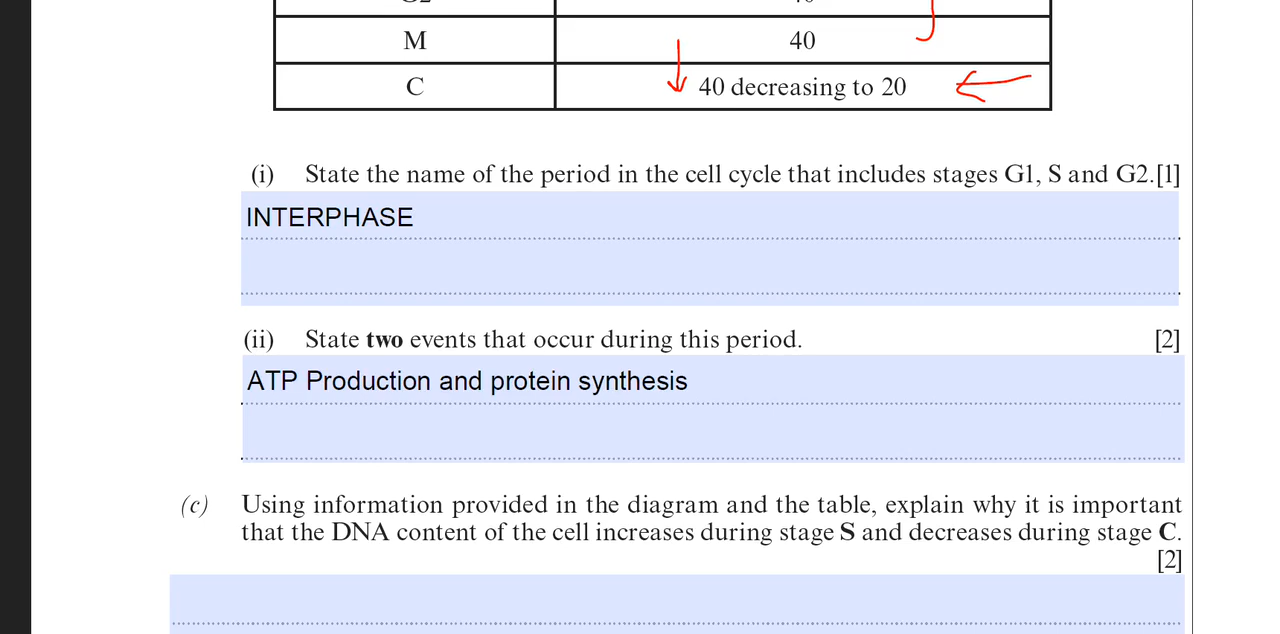 M 40
C 40 decreasing to 20
(i) State the name of the period in the cell cycle that includes stages G1, S and G2.[1]
INTERPHASE
(ii) State two events that occur during this period. [2]
ATP Production and protein synthesis
(c) Using information provided in the diagram and the table, explain why it is important
that the DNA content of the cell increases during stage S and decreases during stage C.
[2]